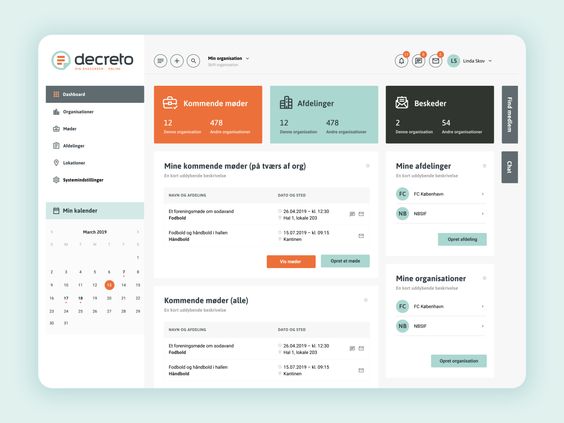 decreto
Min organisation
Skift organisation
LS
Linda Skov
Dashboard
Organisationer
Møder
Afdelinger
Lokationer
Systemindstillinger
Min kalender
March 2019
S M T W T F S
1
2 3 4 5 6 7 8
9 10 11 12 13 14 15
16 17 18 19 20 21 22
23 24 25 26 27 28 29
30 31
Kommende møder
12 478
Denne organisation Andre organisationer
Afdelinger
12 478
Denne organisation Andre organisationer
Beskeder
2 54
Denne organisation Andre organisationer
Find medlem
Chat
Mine kommende møder (på tværs af org)
En kort uddybende beskrivelse
NAVN OG AFDELING DATO OG STED
Et foreningsmøde om sodavand 26.04.2019 – kl. 12:30
Fodbold Hal 1, lokale 203
Fodbold og håndbold i hallen 15.07.2019 – kl. 09:15
Håndbold Kantinen
Vis møder Opret et møde
Kommende møder (alle)
En kort uddybende beskrivelse
NAVN OG AFDELING DATO OG STED
Et foreningsmøde om sodavand 26.04.2019 – kl. 12:30
Fodbold Hal 1, lokale 203
Fodbold og håndbold i hallen 15.07.2019 – kl. 09:15
Håndbold Kantinen
Mine afdelinger
En kort uddybende beskrivelse
FC FC København
NB NBSIF
Opret afdeling
Mine organisationer
En kort uddybende beskrivelse
FC FC København
NB NBSIF
Opret organisation